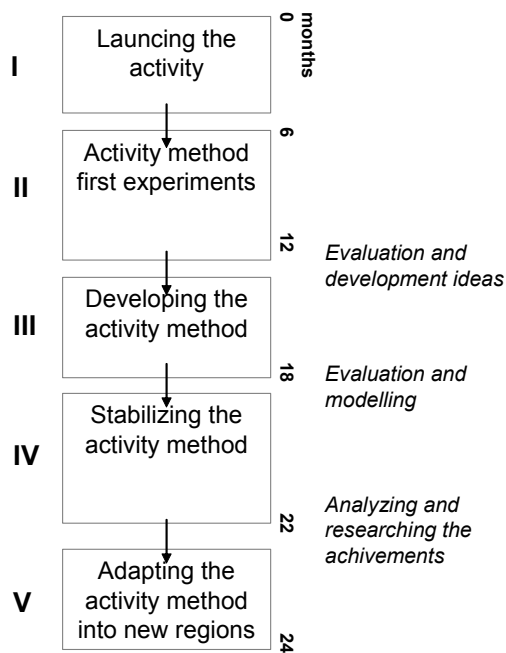 0
months
I
Launcing the
activity
6
II
Activity method
first experiments
12
Evaluation and
development ideas
III
Developing the
activity method
18
Evaluation and
modelling
IV
Stabilizing the
activity method
22
Analyzing and
researching the
achivements
V
Adapting the
activity method
into new regions
24